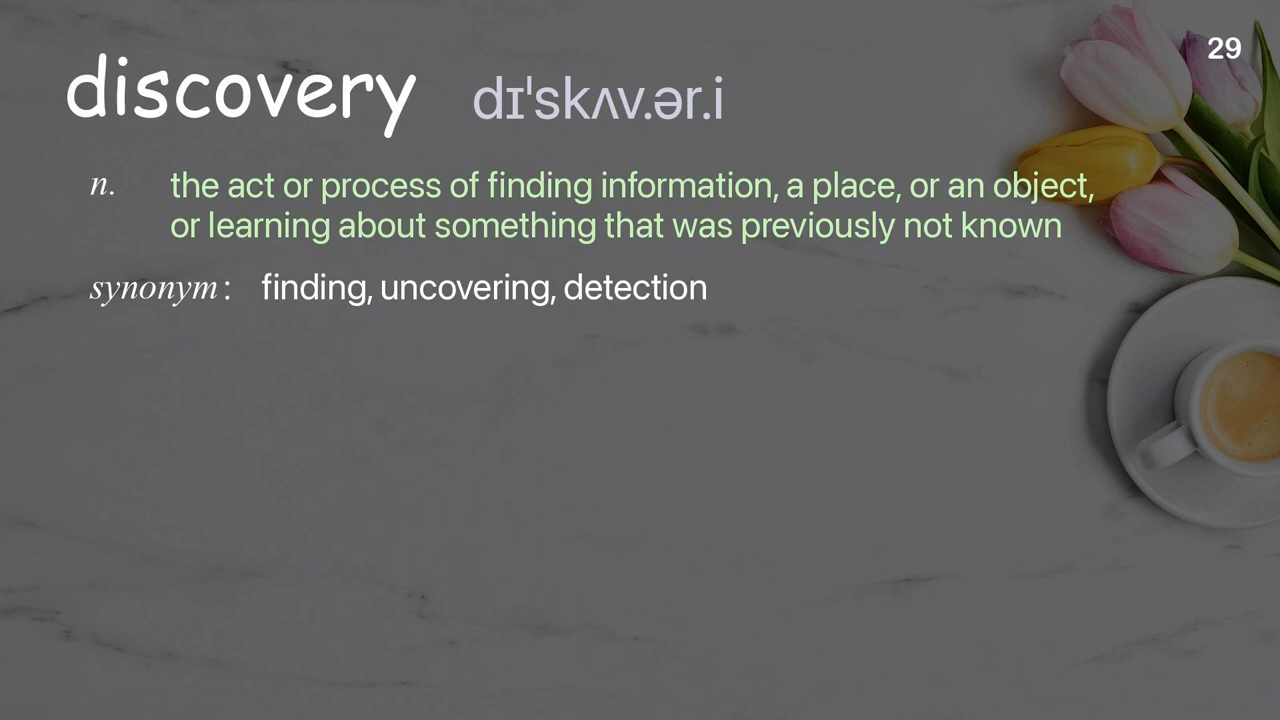 29
discovery dɪˈskʌv.ər.i
n. the act or process of finding information, a place, or an object,
or learning about something that was previously not known
synonym: finding, uncovering, detection